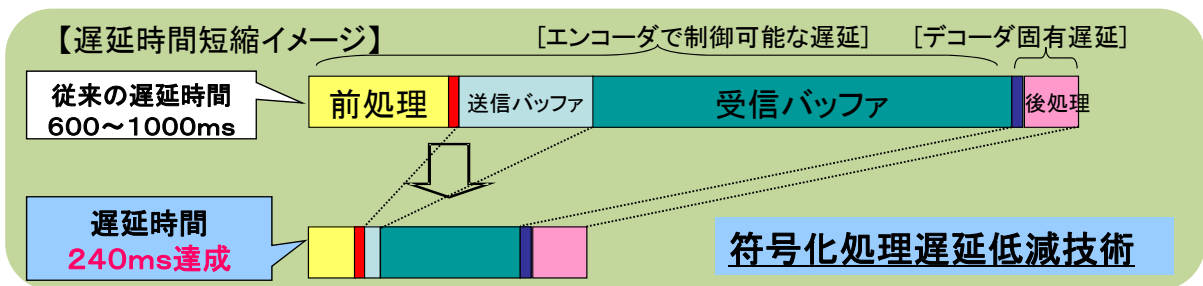 【遅延時間短縮イメージ】
[エンコーダで制御可能な遅延]
[デコーダ固有遅延]
従来の遅延時間
600～1000ms
前処理
送信バッファ
受信バッファ
後処理
遅延時間
240ms達成
符号化処理遅延低減技術